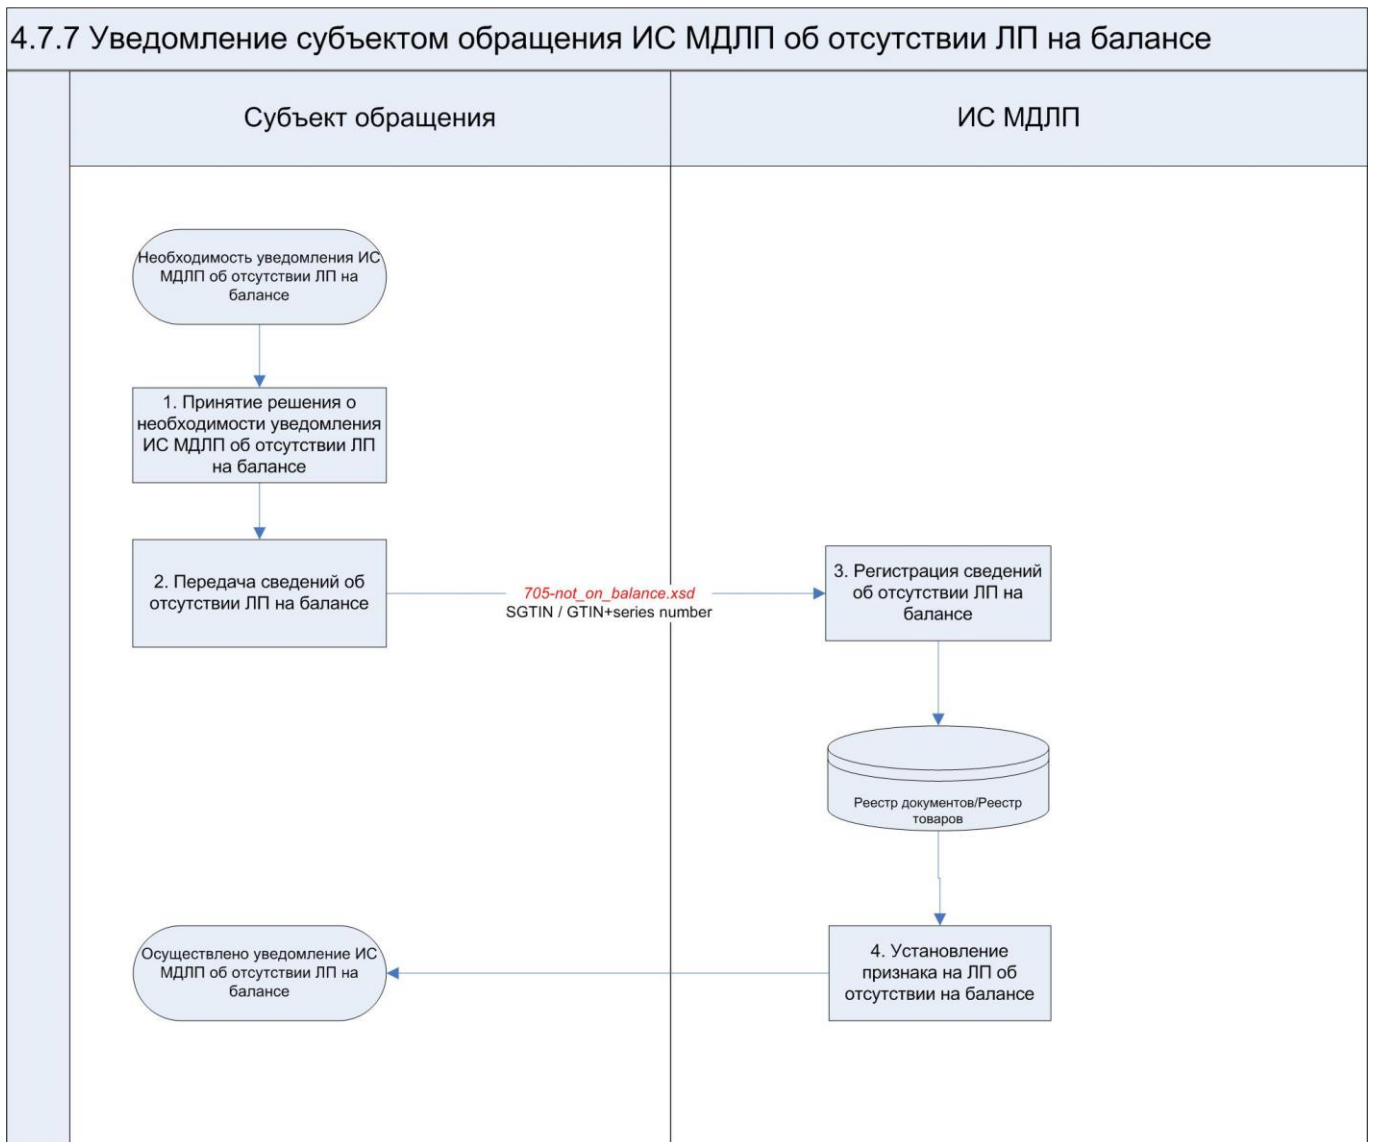 4.7.7 Уведомление субъектом обращения ИС МДЛП об отсутствии ЛП на балансе
Субъект обращения
ИС МДЛП
Необходимость уведомления ИС
МДЛП об отсутствии ЛП на
балансе
1. Принятие решения о
необходимости уведомления
ИС МДЛП об отсутствии ЛП
на балансе
2. Передача сведений об
отсутствии ЛП на балансе
705-not_on_balance.xsd
SGTIN / GTIN+series number
3. Регистрация сведений
об отсутствии ЛП на
балансе
Реестр документов/Реестр
товаров
4. Установление
признака на ЛП об
отсутствии на балансе
Осуществлено уведомление ИС
МДЛП об отсутствии ЛП на
балансе